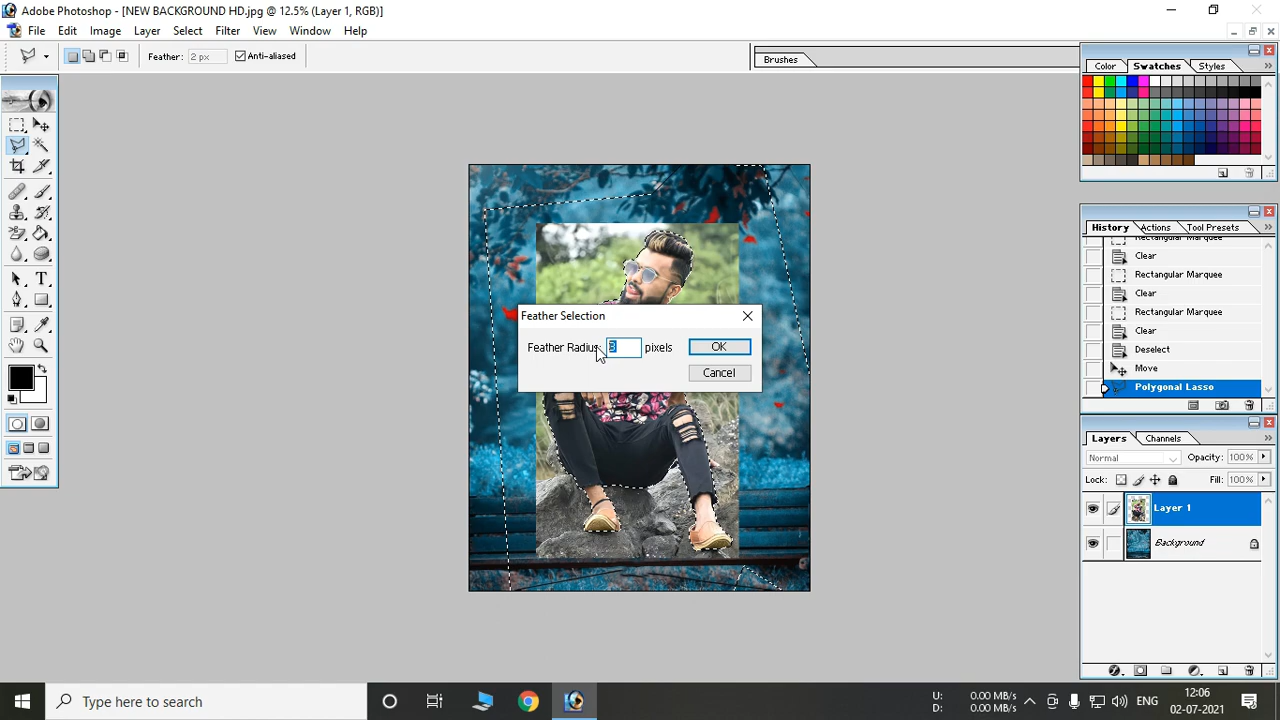 Adobe Photoshop - [NEW BACKGROUND HD.jpg @ 12.5% (Layer 1, RGB)]
File Edit Image Layer Select Filter View Window Help
Feather: 2 px Anti-aliased
Brushes
Color Swatches Styles
History Actions Tool Presets
Rectangular Marquee
Clear
Rectangular Marquee
Clear
Rectangular Marquee
Clear
Deselect
Move
Polygonal Lasso
Feather Selection
Feather Radius: 3 pixels OK
Cancel
Layers Channels
Normal Opacity: 100%
Lock: Fill: 100%
Layer 1
Background
Type here to search
U: 0.00 MB/s
D: 0.00 MB/s
ENG
12:06
02-07-2021